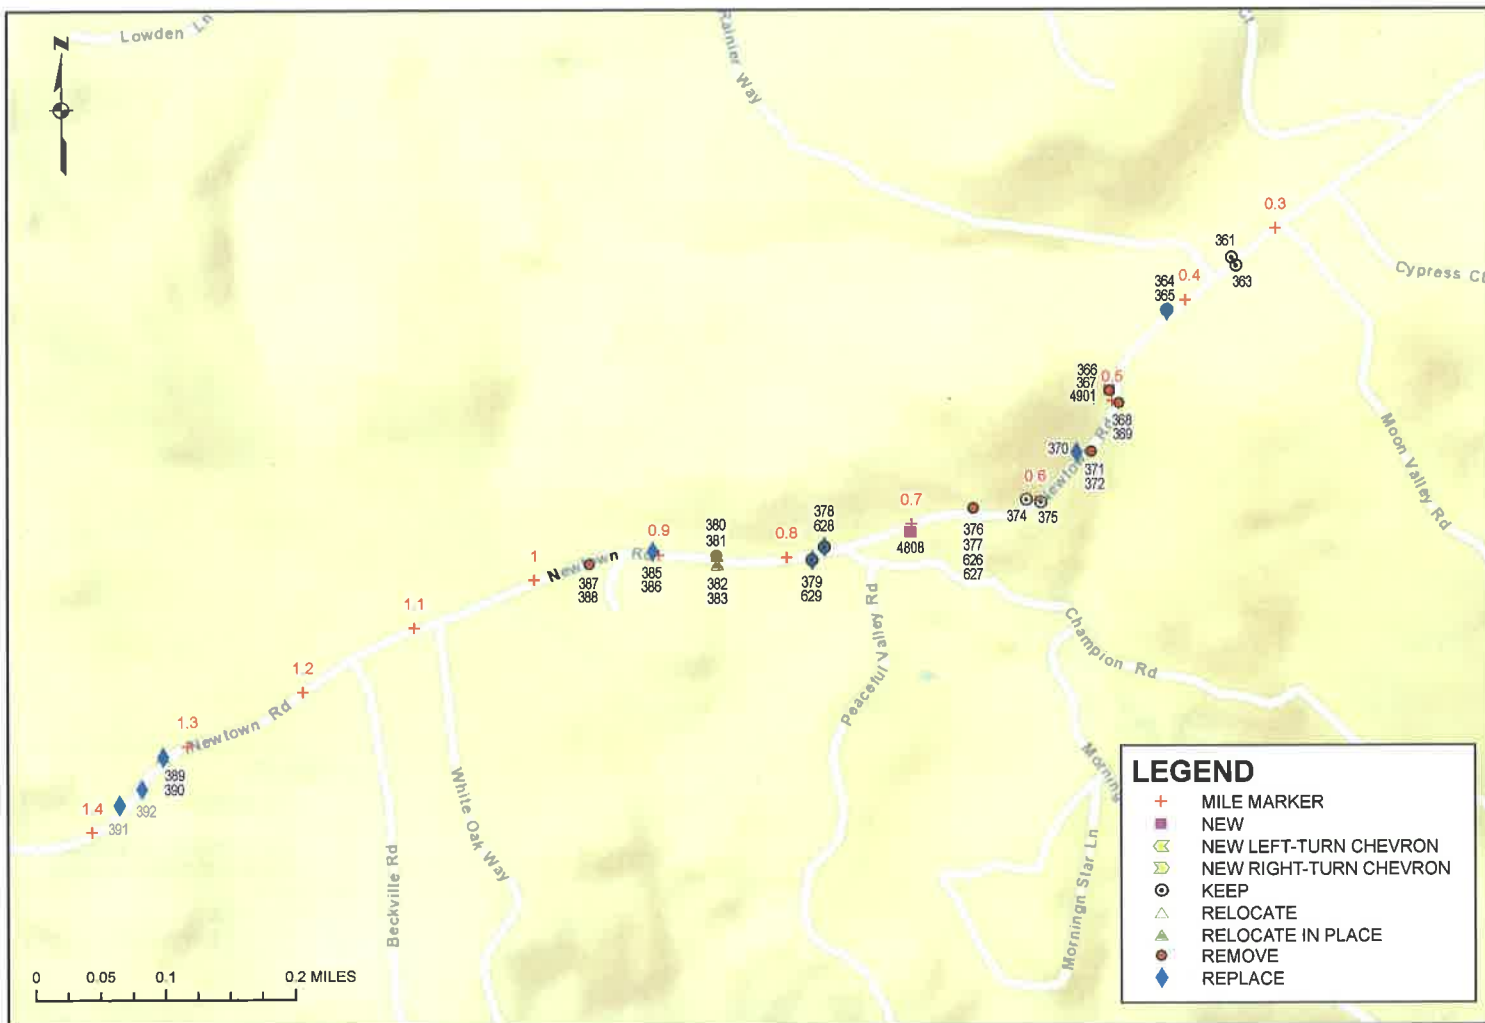 Lowden Ln
Z
Rainier Way
Ct
0.3
361
363
Cypress Ct
364
365
0.4
366
367
4901
0.5
368
369
Moon Valley Rd
370
371
372
Newtown Rd
0.6
374
375
0.7
4808
376
377
626
627
378
628
0.8
379
629
380
381
382
383
0.9
385
386
Newtown Rd
387
388
1
1.1
1.2
1.3
Newtown Rd
389
390
392
391
1.4
Peaceful Valley Rd
Champion Rd
Morning
Morningn Star Ln
White Oak Way
Beckville Rd
0 0.05 0.1 0.2 MILES
LEGEND
MILE MARKER
NEW
NEW LEFT-TURN CHEVRON
NEW RIGHT-TURN CHEVRON
KEEP
RELOCATE
RELOCATE IN PLACE
REMOVE
REPLACE